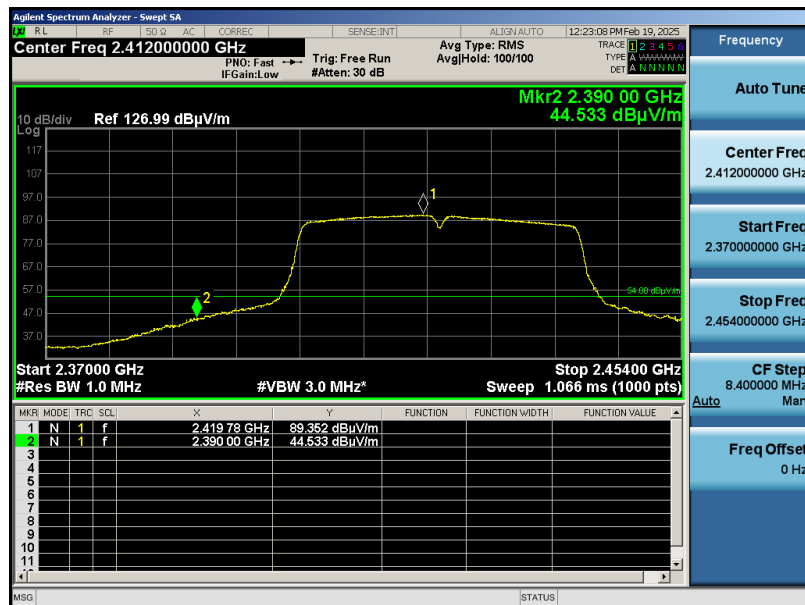 Agilent Spectrum Analyzer - Swept SA
LXI RL RF 50 Ω AC CORREC SENSE:INT ALIGN AUTO 12:23:08 PM Feb 19, 2025
Center Freq 2.412000000 GHz
PNO: Fast
IFGain:Low
Trig: Free Run
#Atten: 30 dB
Avg Type: RMS
Avg|Hold: 100/100
TRACE 1 2 3 4 5 6
TYPE A WWWWW
DET A N N N N N
Mkr2 2.390 00 GHz
44.533 dBµV/m
10 dB/div Ref 126.99 dBµV/m
Log
117
107
97.0
87.0
77.0
67.0
57.0
47.0
37.0
1
2
54.00 dBµV/m
Start 2.37000 GHz Stop 2.45400 GHz
#Res BW 1.0 MHz #VBW 3.0 MHz* Sweep 1.066 ms (1000 pts)
MKR MODE TRC SCL X Y FUNCTION FUNCTION WIDTH FUNCTION VALUE
1 N 1 f 2.419 78 GHz 89.352 dBµV/m
2 N 1 f 2.390 00 GHz 44.533 dBµV/m
3
4
5
6
7
8
9
10
11
MSG STATUS
Frequency
Auto Tune
Center Freq
2.412000000 GHz
Start Freq
2.370000000 GHz
Stop Freq
2.454000000 GHz
CF Step
8.400000 MHz
Auto Man
Freq Offset
0 Hz